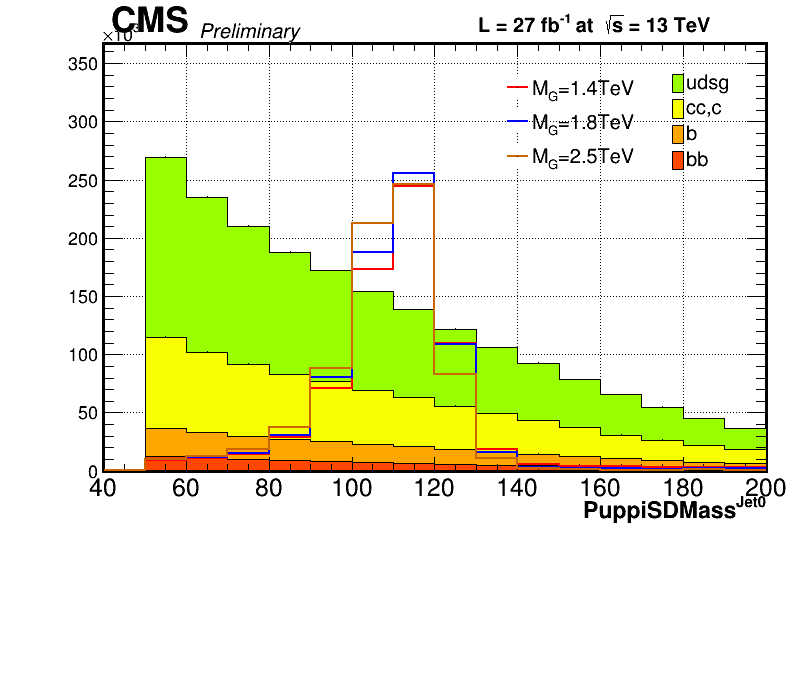 CMS Preliminary L = 27 fb⁻¹ at √s = 13 TeV
×10³
350
300
250
200
150
100
50
0
M_G=1.4TeV
M_G=1.8TeV
M_G=2.5TeV
udsg
cc,c
b
bb
40 60 80 100 120 140 160 180 200
PuppiSDMass^Jet0